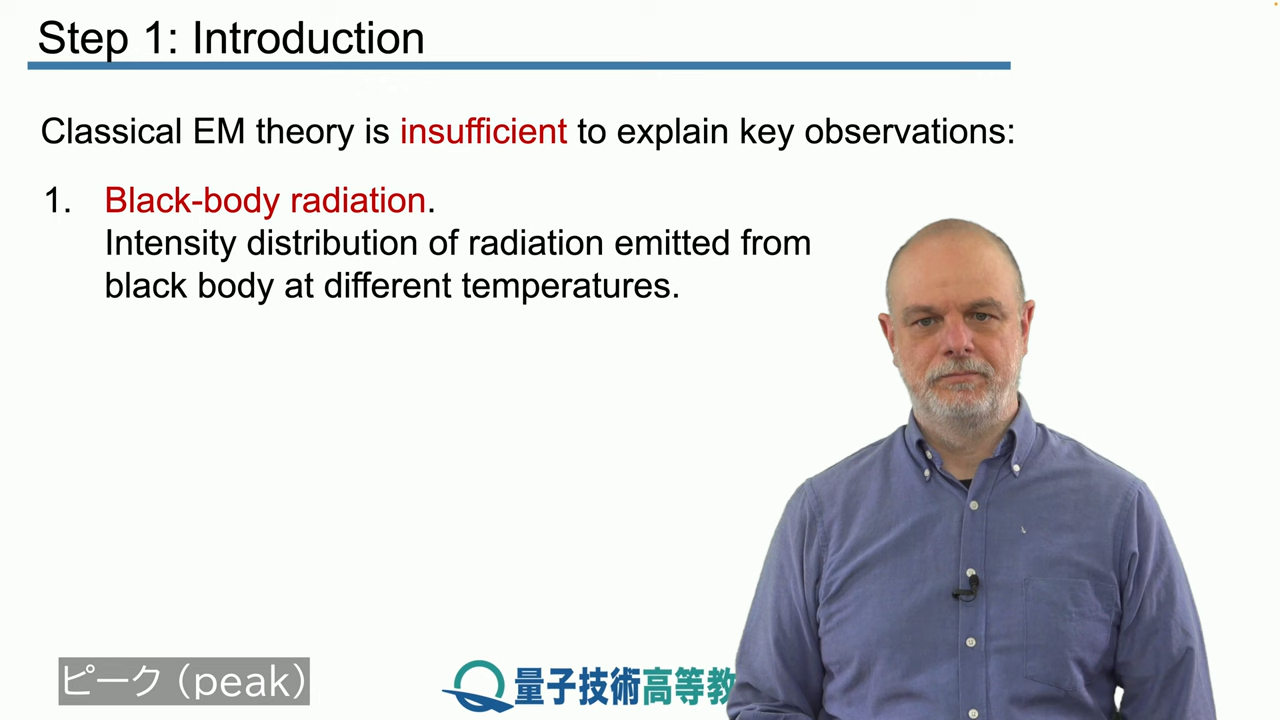 Step 1: Introduction
Classical EM theory is insufficient to explain key observations:
1. Black-body radiation.
Intensity distribution of radiation emitted from
black body at different temperatures.
ピーク（peak）
量子技術高等教